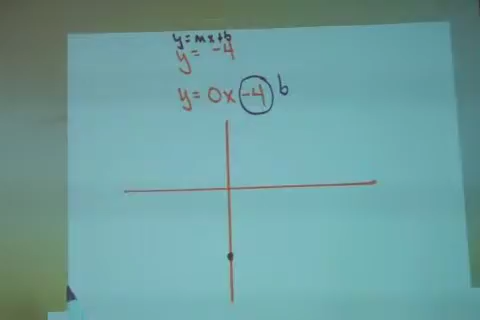 y=mx+b
y= -4
y= 0x -4 b